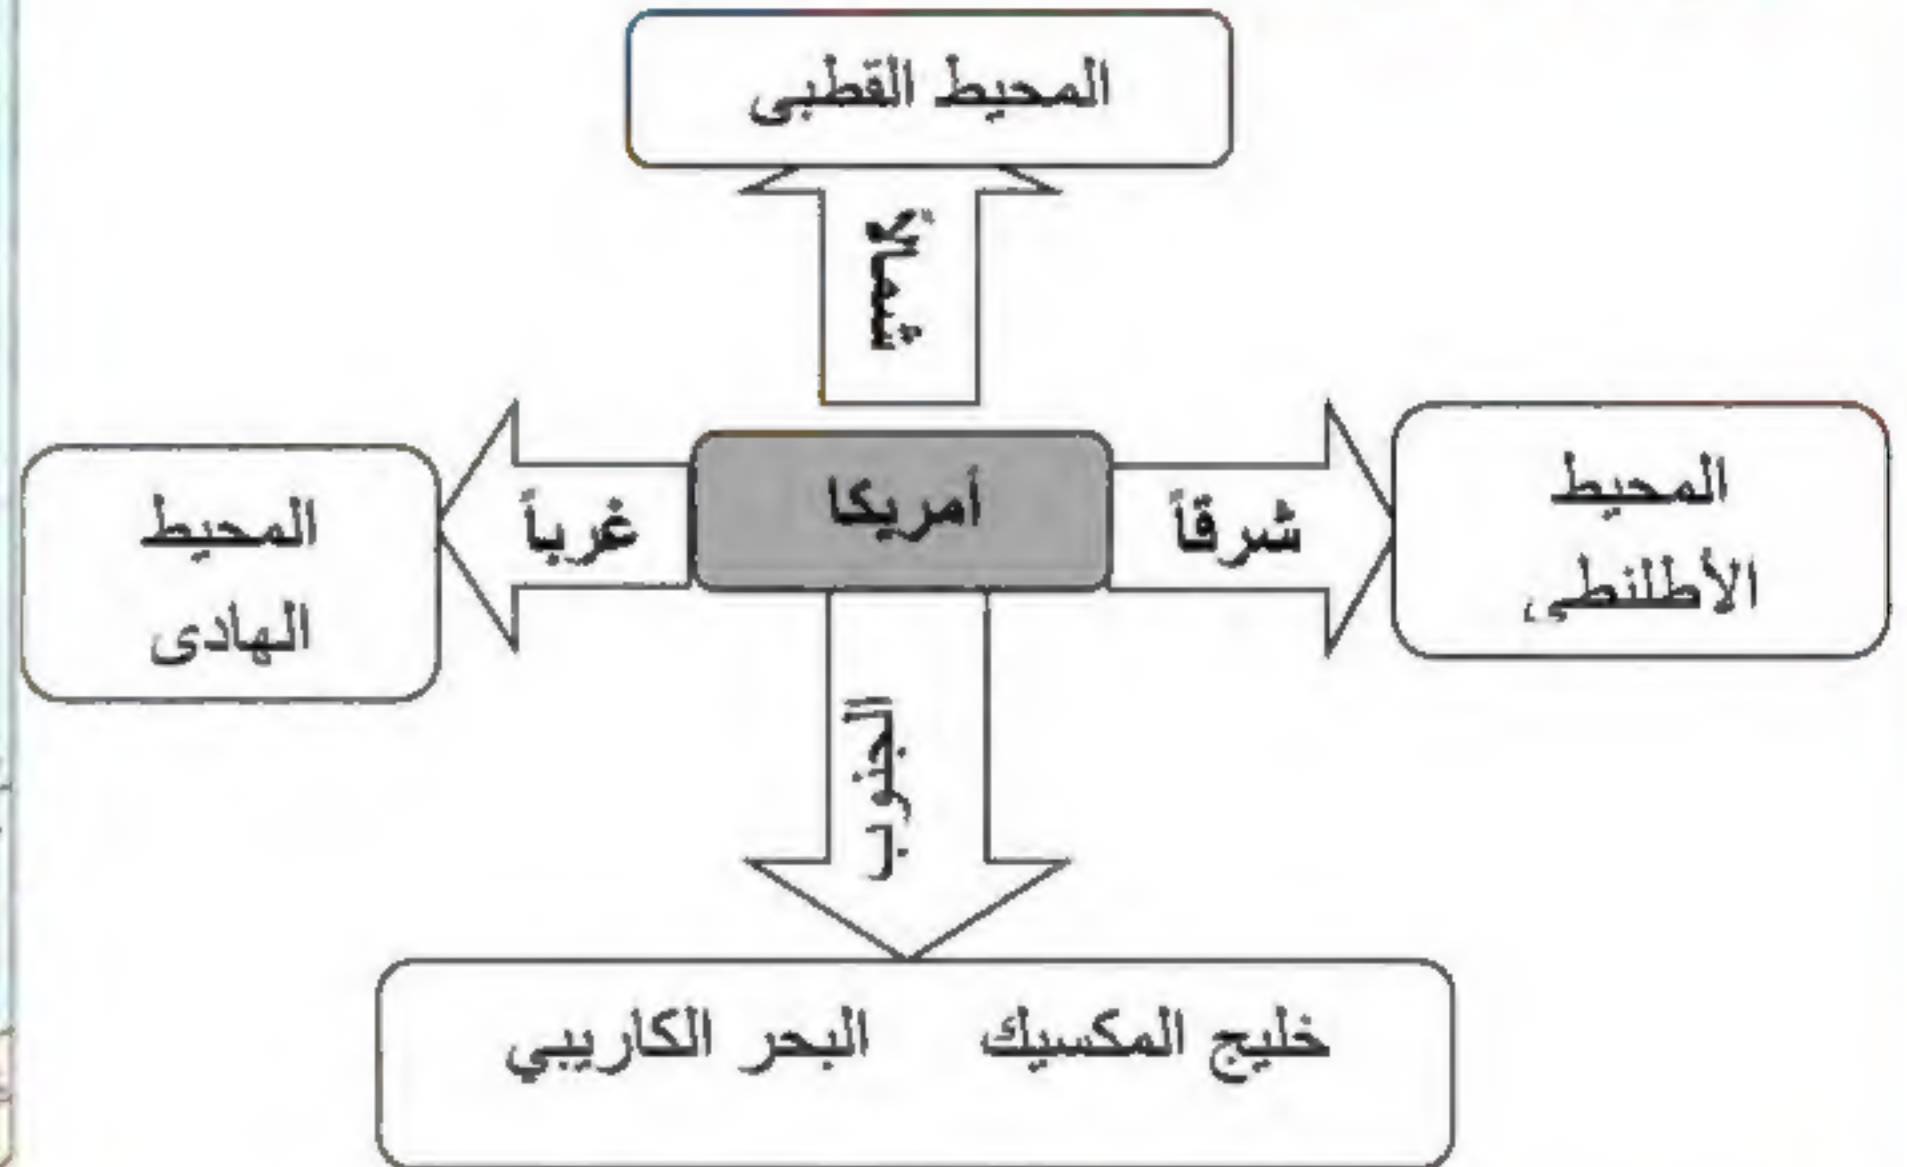 المحيط القطبى
شمالاً
المحيط
الأطلنطى
شرقاً
أمريكا
غرباً
المحيط
الهادى
الجنوب
خليج المكسيك البحر الكاريبي